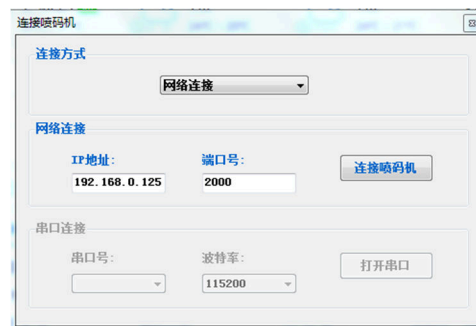 连接喷码机
连接方式
网络连接
网络连接
IP地址: 端口号:
192.168.0.125 2000 连接喷码机
串口连接
串口号: 波特率:
115200 打开串口